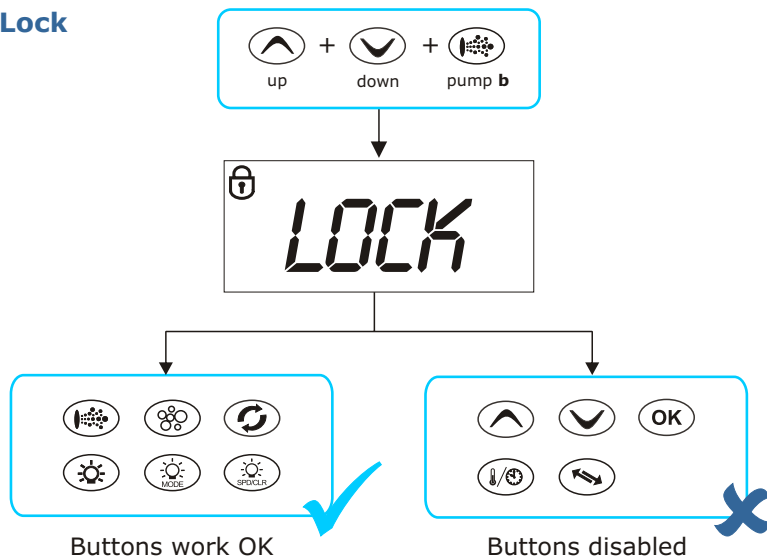 Lock
+ +
up down pump b
LOCK
OK
/
MODE SPD/CLR
Buttons work OK Buttons disabled